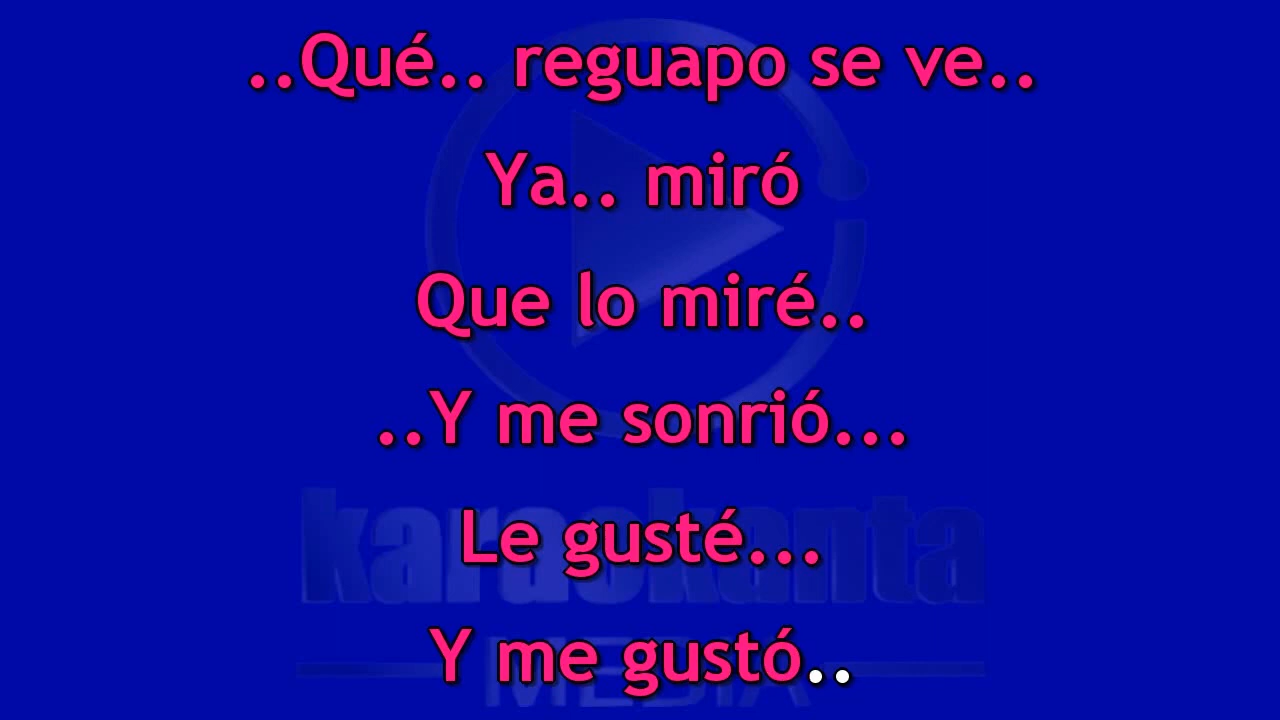 ..Qué.. reguapo se ve..
Ya.. miró
Que lo miré..
..Y me sonrió...
Le gusté...
Y me gustó..
karaokanta
MEDIA